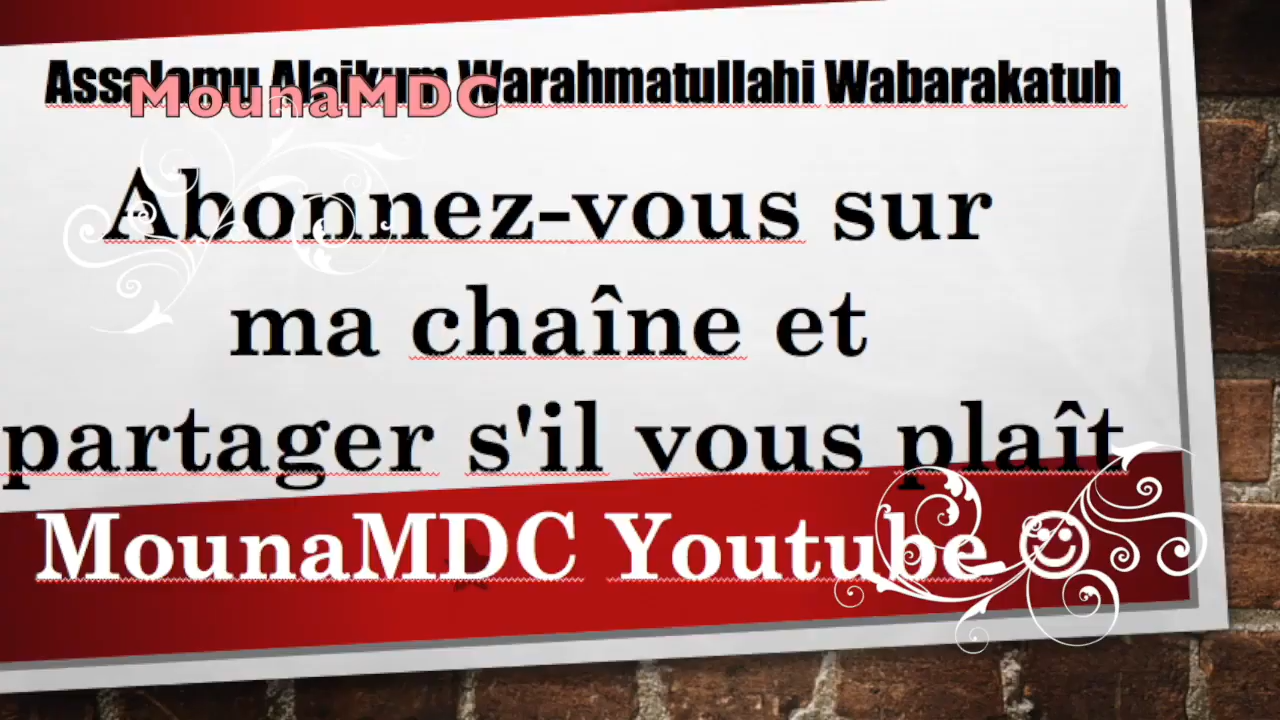 Assalamu Alaikum Warahmatullahi Wabarakatuh
MounaMDC
Abonnez-vous sur
ma chaîne et
partager s'il vous plaît
MounaMDC Youtube ☺